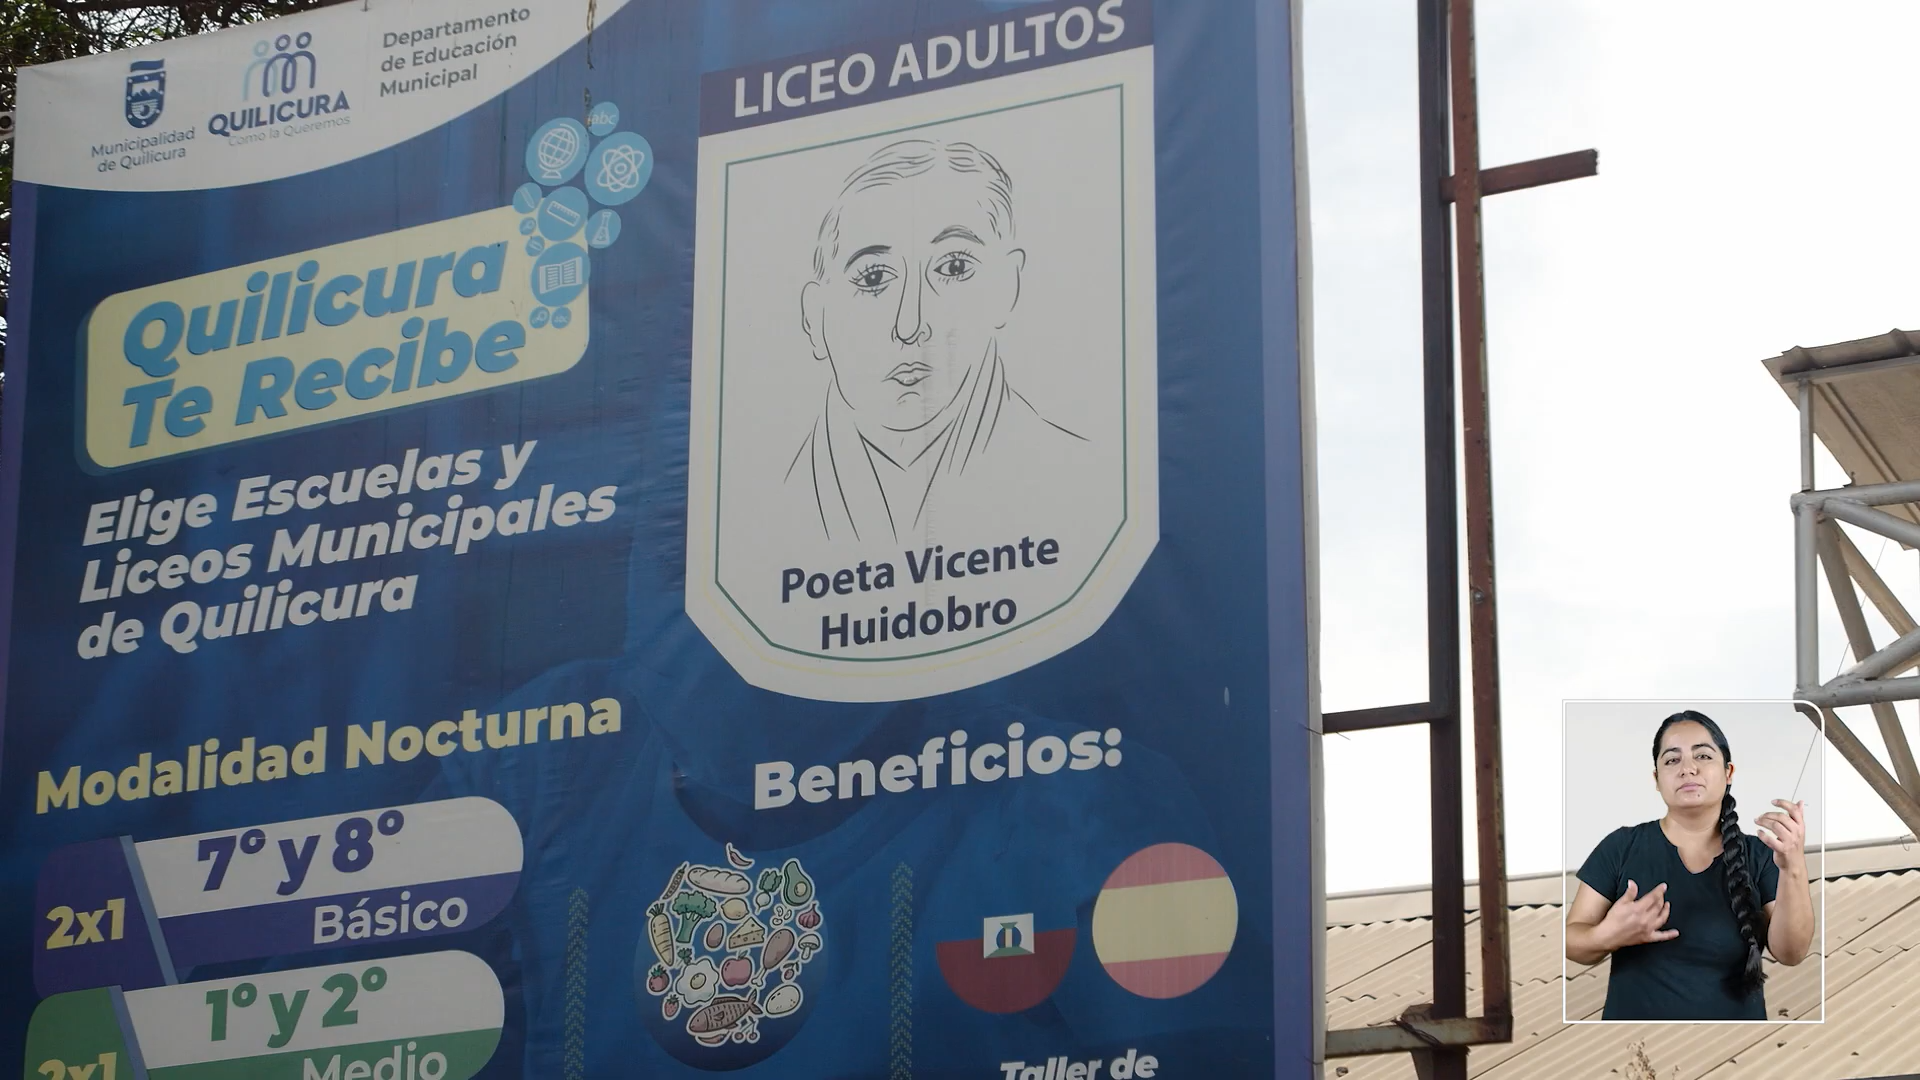 Municipalidad
de Quilicura
QUILICURA
Como la Queremos
Departamento
de Educación
Municipal
abc
Quilicura
Te Recibe
Elige Escuelas y
Liceos Municipales
de Quilicura
Modalidad Nocturna
2x1
7° y 8°
Básico
2x1
1° y 2°
Medio
LICEO ADULTOS
Poeta Vicente
Huidobro
Beneficios:
Taller de